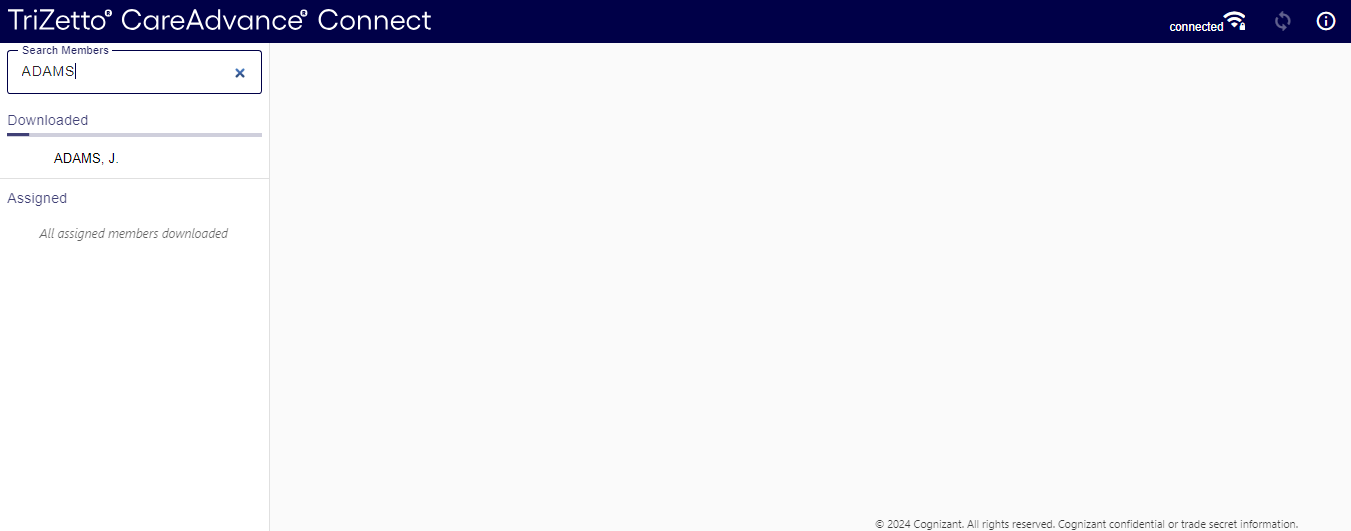 TriZetto® CareAdvance® Connect
connected
Search Members
ADAMS
Downloaded
ADAMS, J.
Assigned
All assigned members downloaded
© 2024 Cognizant. All rights reserved. Cognizant confidential or trade secret information.